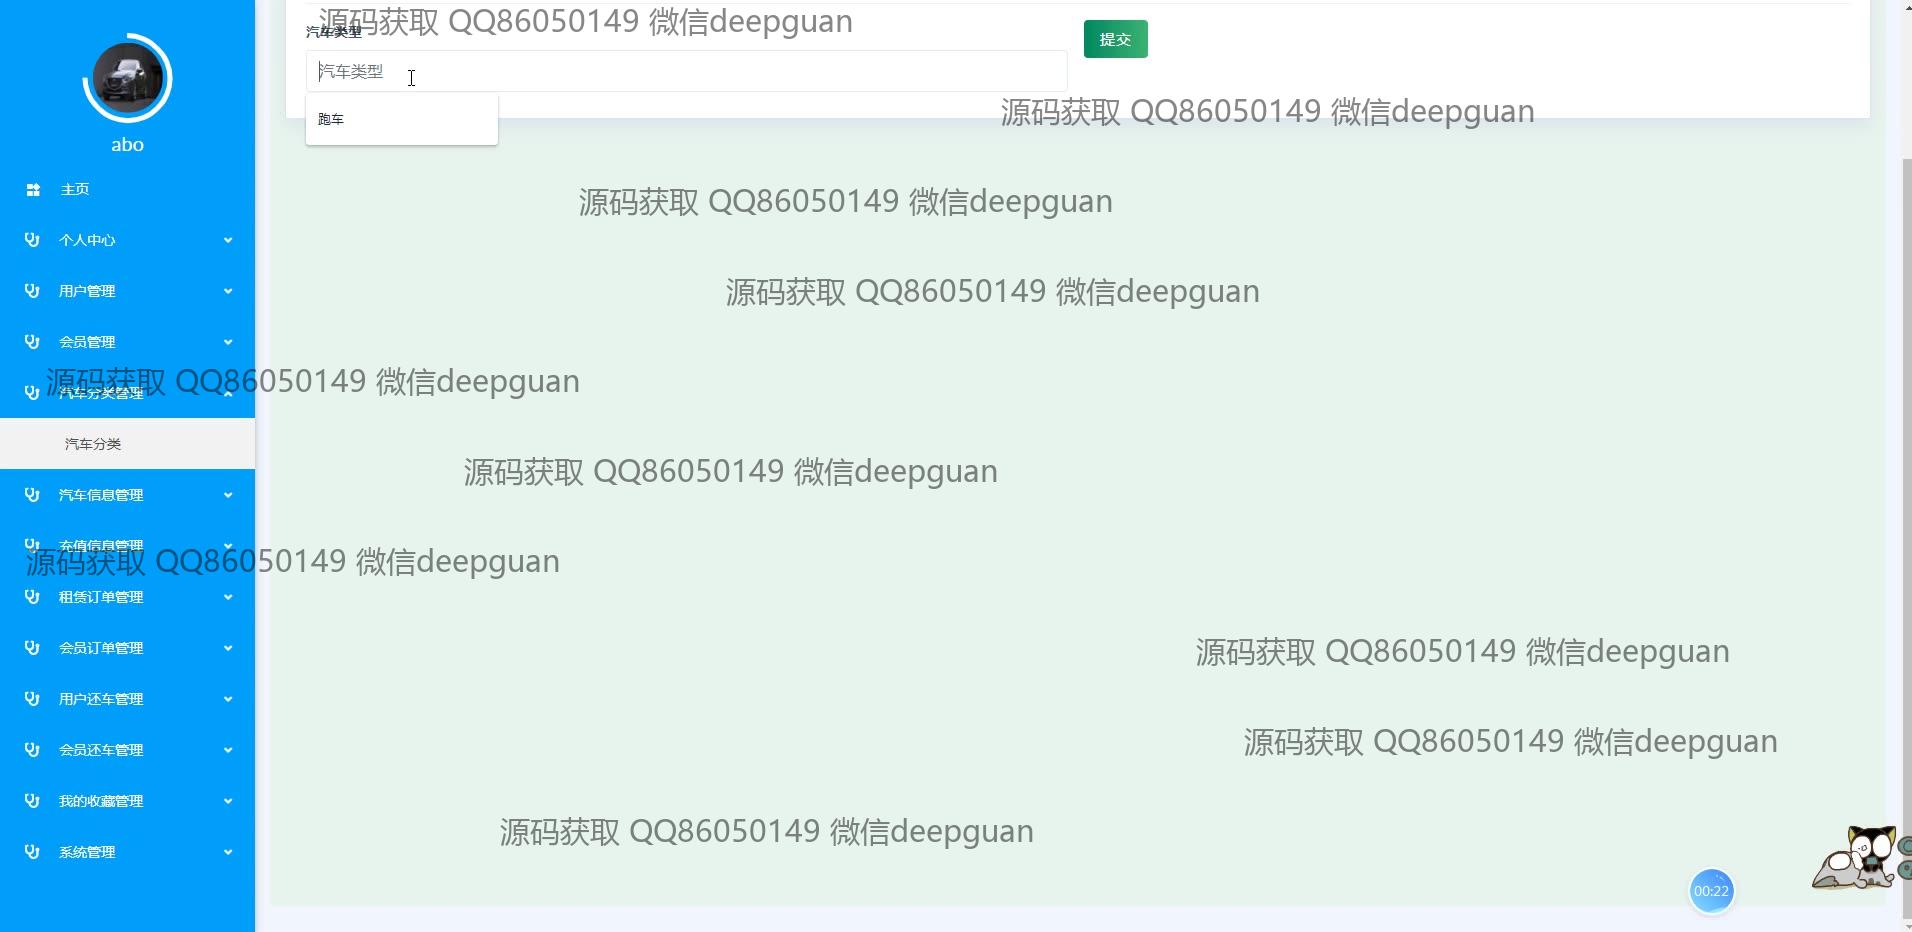 源码获取 QQ86050149 微信deepguan
汽车类型
提交
汽车类型
跑车
源码获取 QQ86050149 微信deepguan
abo
主页
源码获取 QQ86050149 微信deepguan
个人中心
用户管理
源码获取 QQ86050149 微信deepguan
会员管理
源码获取 QQ86050149 微信deepguan
汽车分类管理
汽车分类
源码获取 QQ86050149 微信deepguan
汽车信息管理
充值信息管理
源码获取 QQ86050149 微信deepguan
租赁订单管理
会员订单管理
源码获取 QQ86050149 微信deepguan
用户还车管理
会员还车管理
源码获取 QQ86050149 微信deepguan
我的收藏管理
源码获取 QQ86050149 微信deepguan
系统管理
00:22